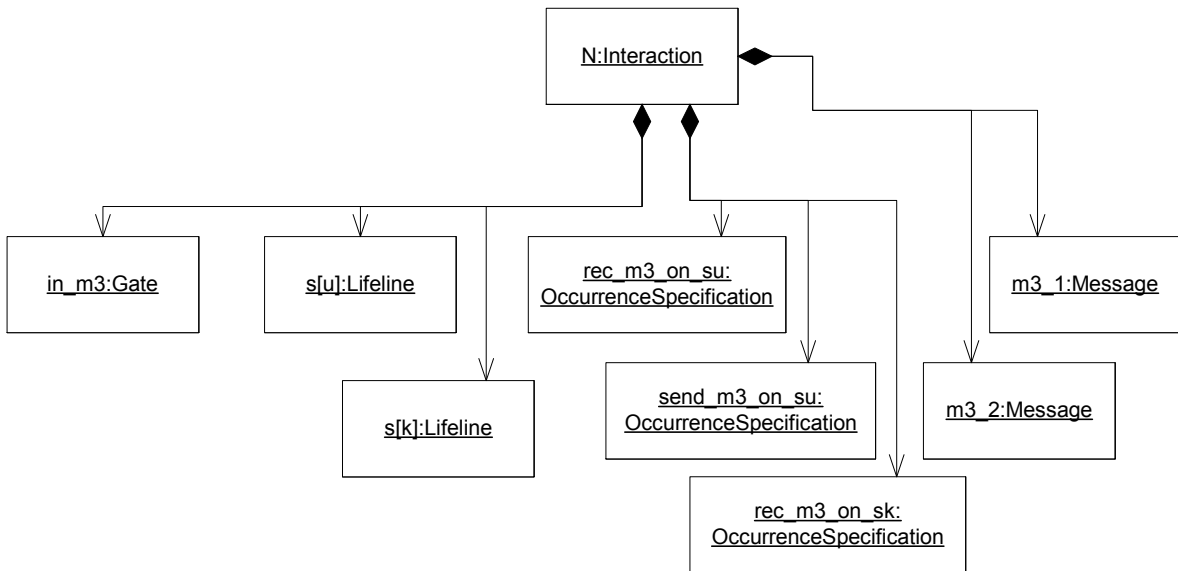 N:Interaction
in_m3:Gate
s[u]:Lifeline
rec_m3_on_su:
OccurrenceSpecification
m3_1:Message
s[k]:Lifeline
send_m3_on_su:
OccurrenceSpecification
m3_2:Message
rec_m3_on_sk:
OccurrenceSpecification